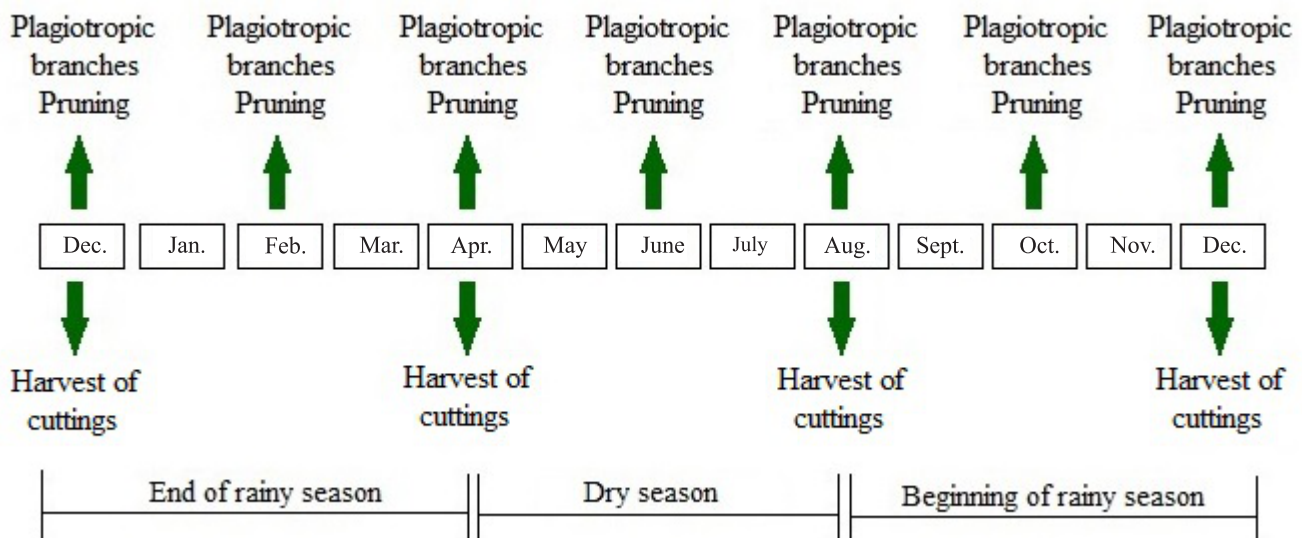 Plagiotropic branches Pruning
Plagiotropic branches Pruning
Plagiotropic branches Pruning
Plagiotropic branches Pruning
Plagiotropic branches Pruning
Plagiotropic branches Pruning
Plagiotropic branches Pruning
Dec. Jan. Feb. Mar. Apr. May June July Aug. Sept. Oct. Nov. Dec.
Harvest of cuttings
Harvest of cuttings
Harvest of cuttings
Harvest of cuttings
End of rainy season
Dry season
Beginning of rainy season